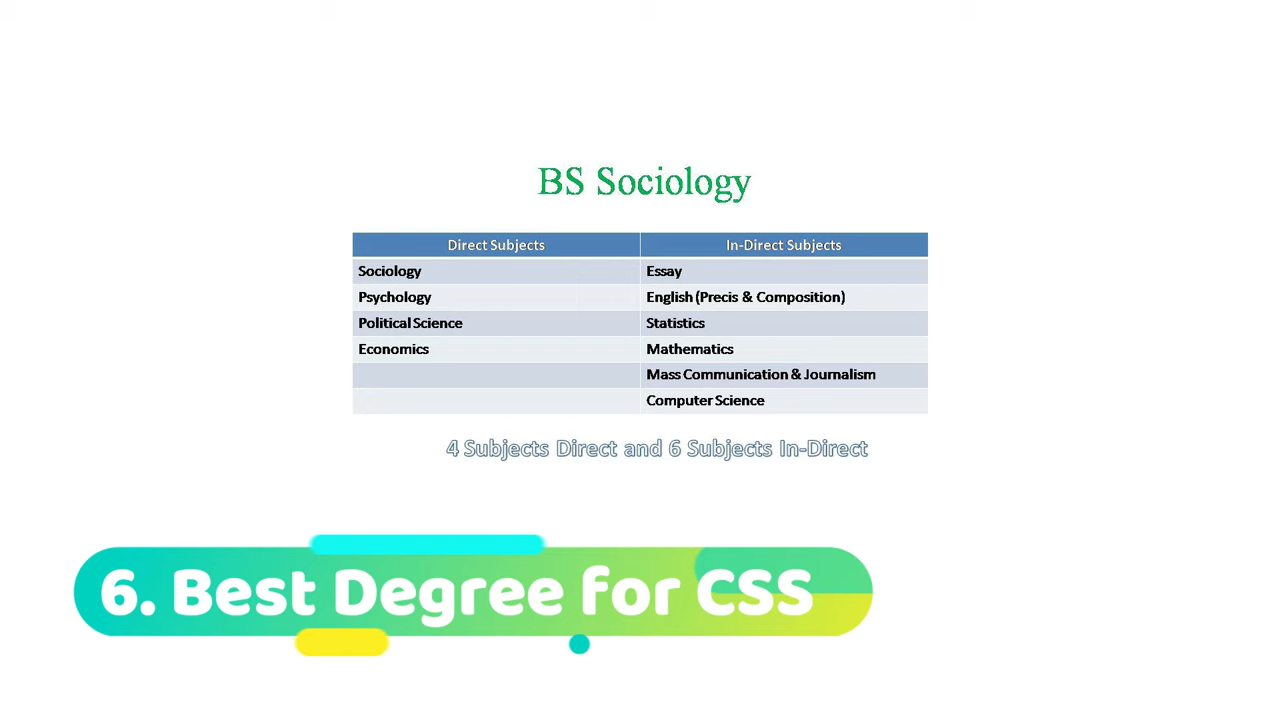 BS Sociology
Direct Subjects In-Direct Subjects
Sociology Essay
Psychology English (Precis & Composition)
Political Science Statistics
Economics Mathematics
Mass Communication & Journalism
Computer Science
4 Subjects Direct and 6 Subjects In-Direct
6. Best Degree for CSS